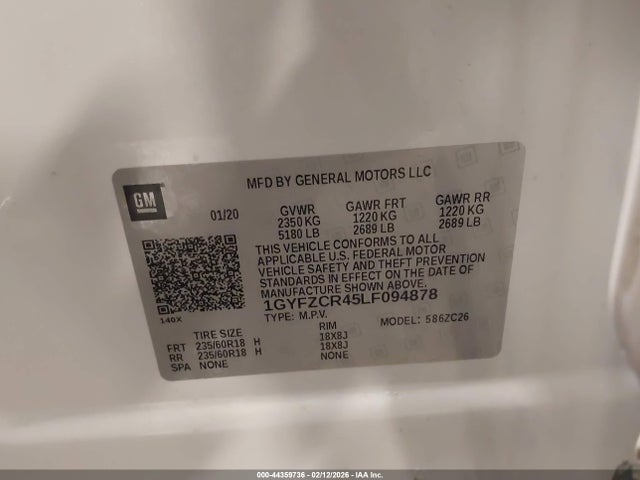 MFD BY GENERAL MOTORS LLC
GM
01/20
GVWR GAWR FRT GAWR RR
2350 KG 1220 KG 1220 KG
5180 LB 2689 LB 2689 LB
THIS VEHICLE CONFORMS TO ALL
APPLICABLE U.S. FEDERAL MOTOR
VEHICLE SAFETY AND THEFT PREVENTION
STANDARDS IN EFFECT ON THE DATE OF
MANUFACTURE SHOWN ABOVE.
1GYFZCR45LF094878
TYPE: M.P.V. MODEL: 586ZC26
140X
TIRE SIZE RIM
FRT 235/60R18 H 18X8J
RR 235/60R18 H 18X8J
SPA NONE NONE
000-44359736 - 02/12/2026 - IAA Inc.